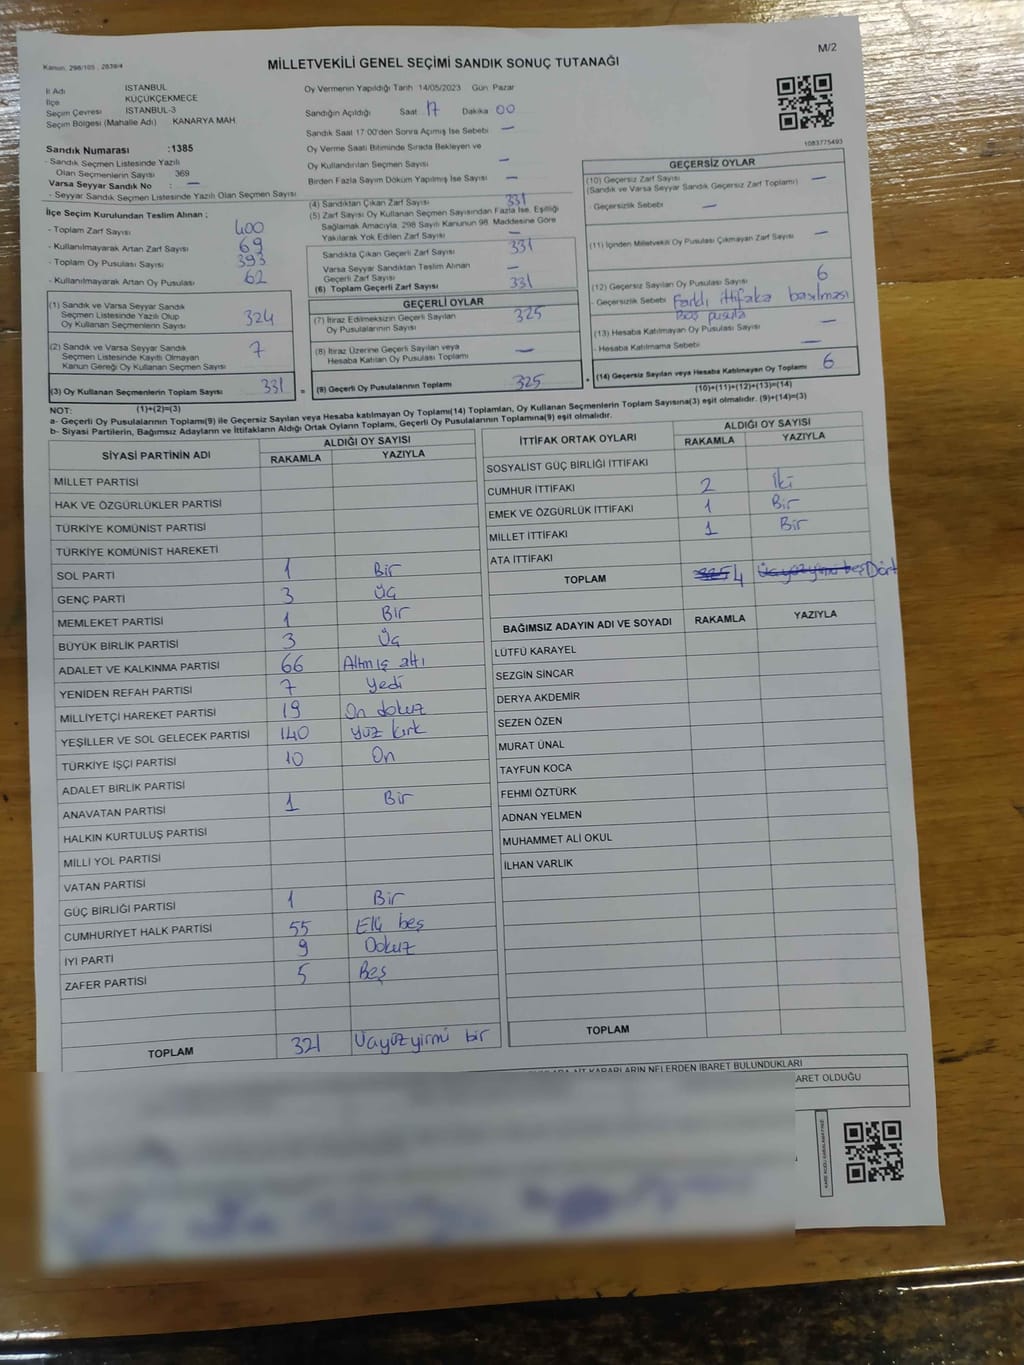 M/2
Kanun: 298/105 , 2839/4
MİLLETVEKİLİ GENEL SEÇİMİ SANDIK SONUÇ TUTANAĞI
İl Adı İSTANBUL
İlçe KÜÇÜKÇEKMECE
Seçim Çevresi İSTANBUL-3
Seçim Bölgesi (Mahalle Adı) KANARYA MAH.
Sandık Numarası :1385
- Sandık Seçmen Listesinde Yazılı
Olan Seçmenlerin Sayısı 369
Varsa Seyyar Sandık No : —
- Seyyar Sandık Seçmen Listesinde Yazılı Olan Seçmen Sayısı
Oy Vermenin Yapıldığı Tarih 14/05/2023 Gün Pazar
Sandığın Açıldığı Saat 17 Dakika 00
Sandık Saat 17:00'den Sonra Açılmış İse Sebebi —
Oy Verme Saati Bitiminde Sırada Bekleyen ve
Oy Kullandırılan Seçmen Sayısı —
Birden Fazla Sayım Döküm Yapılmış İse Sayısı —
1083775493
İlçe Seçim Kurulundan Teslim Alınan ;
- Toplam Zarf Sayısı 400
- Kullanılmayarak Artan Zarf Sayısı 69
- Toplam Oy Pusulası Sayısı 393
- Kullanılmayarak Artan Oy Pusulası 62
(1) Sandık ve Varsa Seyyar Sandık
Seçmen Listesinde Yazılı Olup
Oy Kullanan Seçmenlerin Sayısı 324
(2) Sandık ve Varsa Seyyar Sandık
Seçmen Listesinde Kayıtlı Olmayan
Kanun Gereği Oy Kullanan Seçmen Sayısı 7
(3) Oy Kullanan Seçmenlerin Toplam Sayısı 331
(1)+(2)=(3)
(4) Sandıktan Çıkan Zarf Sayısı 331
(5) Zarf Sayısı Oy Kullanan Seçmen Sayısından Fazla İse, Eşitliği
Sağlamak Amacıyla, 298 Sayılı Kanunun 98. Maddesine Göre
Yakılarak Yok Edilen Zarf Sayısı —
Sandıkta Çıkan Geçerli Zarf Sayısı 331
Varsa Seyyar Sandıktan Teslim Alınan
Geçerli Zarf Sayısı —
(6) Toplam Geçerli Zarf Sayısı 331
GEÇERLİ OYLAR
(7) İtiraz Edilmeksizin Geçerli Sayılan
Oy Pusulalarının Sayısı 325
(8) İtiraz Üzerine Geçerli Sayılan veya
Hesaba Katılan Oy Pusulası Toplamı —
= (9) Geçerli Oy Pusulalarının Toplamı 325
GEÇERSİZ OYLAR
(10) Geçersiz Zarf Sayısı —
(Sandık ve Varsa Seyyar Sandık Geçersiz Zarf Toplamı)
- Geçersizlik Sebebi —
(11) İçinden Milletvekili Oy Pusulası Çıkmayan Zarf Sayısı —
(12) Geçersiz Sayılan Oy Pusulası Sayısı 6
- Geçersizlik Sebebi Farklı ittifaka basılması
Boş pusula
(13) Hesaba Katılmayan Oy Pusulası Sayısı —
- Hesaba Katılmama Sebebi —
+ (14) Geçersiz Sayılan veya Hesaba Katılmayan Oy Toplamı 6
(10)+(11)+(12)+(13)=(14)
NOT:
a- Geçerli Oy Pusulalarının Toplamı(9) ile Geçersiz Sayılan veya Hesaba katılmayan Oy Toplamı(14) Toplamları, Oy Kullanan Seçmenlerin Toplam Sayısına(3) eşit olmalıdır. (9)+(14)=(3)
b- Siyasi Partilerin, Bağımsız Adayların ve İttifakların Aldığı Ortak Oyların Toplamı, Geçerli Oy Pusulalarının Toplamına(9) eşit olmalıdır.
SİYASİ PARTİNİN ADI ALDIĞI OY SAYISI
RAKAMLA YAZIYLA
MİLLET PARTİSİ
HAK VE ÖZGÜRLÜKLER PARTİSİ
TÜRKİYE KOMÜNİST PARTİSİ
TÜRKİYE KOMÜNİST HAREKETİ
SOL PARTİ 1 Bir
GENÇ PARTİ 3 Üç
MEMLEKET PARTİSİ 1 Bir
BÜYÜK BİRLİK PARTİSİ 3 Üç
ADALET VE KALKINMA PARTİSİ 66 Altmış altı
YENİDEN REFAH PARTİSİ 7 Yedi
MİLLİYETÇİ HAREKET PARTİSİ 19 On dokuz
YEŞİLLER VE SOL GELECEK PARTİSİ 140 yüz kırk
TÜRKİYE İŞÇİ PARTİSİ 10 On
ADALET BİRLİK PARTİSİ
ANAVATAN PARTİSİ 1 Bir
HALKIN KURTULUŞ PARTİSİ
MİLLİ YOL PARTİSİ
VATAN PARTİSİ
GÜÇ BİRLİĞİ PARTİSİ 1 Bir
CUMHURİYET HALK PARTİSİ 55 Elli beş
İYİ PARTİ 9 Dokuz
ZAFER PARTİSİ 5 Beş
TOPLAM 321 Üçyüzyirmi bir
İTTİFAK ORTAK OYLARI ALDIĞI OY SAYISI
RAKAMLA YAZIYLA
SOSYALİST GÜÇ BİRLİĞİ İTTİFAKI
CUMHUR İTTİFAKI 2 İki
EMEK VE ÖZGÜRLÜK İTTİFAKI 1 Bir
MİLLET İTTİFAKI 1 Bir
ATA İTTİFAKI
TOPLAM 325 4 Üçyüzyirmi beş Dört
BAĞIMSIZ ADAYIN ADI VE SOYADI RAKAMLA YAZIYLA
LÜTFÜ KARAYEL
SEZGİN SİNCAR
DERYA AKDEMİR
SEZEN ÖZEN
MURAT ÜNAL
TAYFUN KOCA
FEHMİ ÖZTÜRK
ADNAN YELMEN
MUHAMMET ALİ OKUL
İLHAN VARLIK
TOPLAM
KARARLARIN NELERDEN İBARET BULUNDUKLARI
ARET OLDUĞU